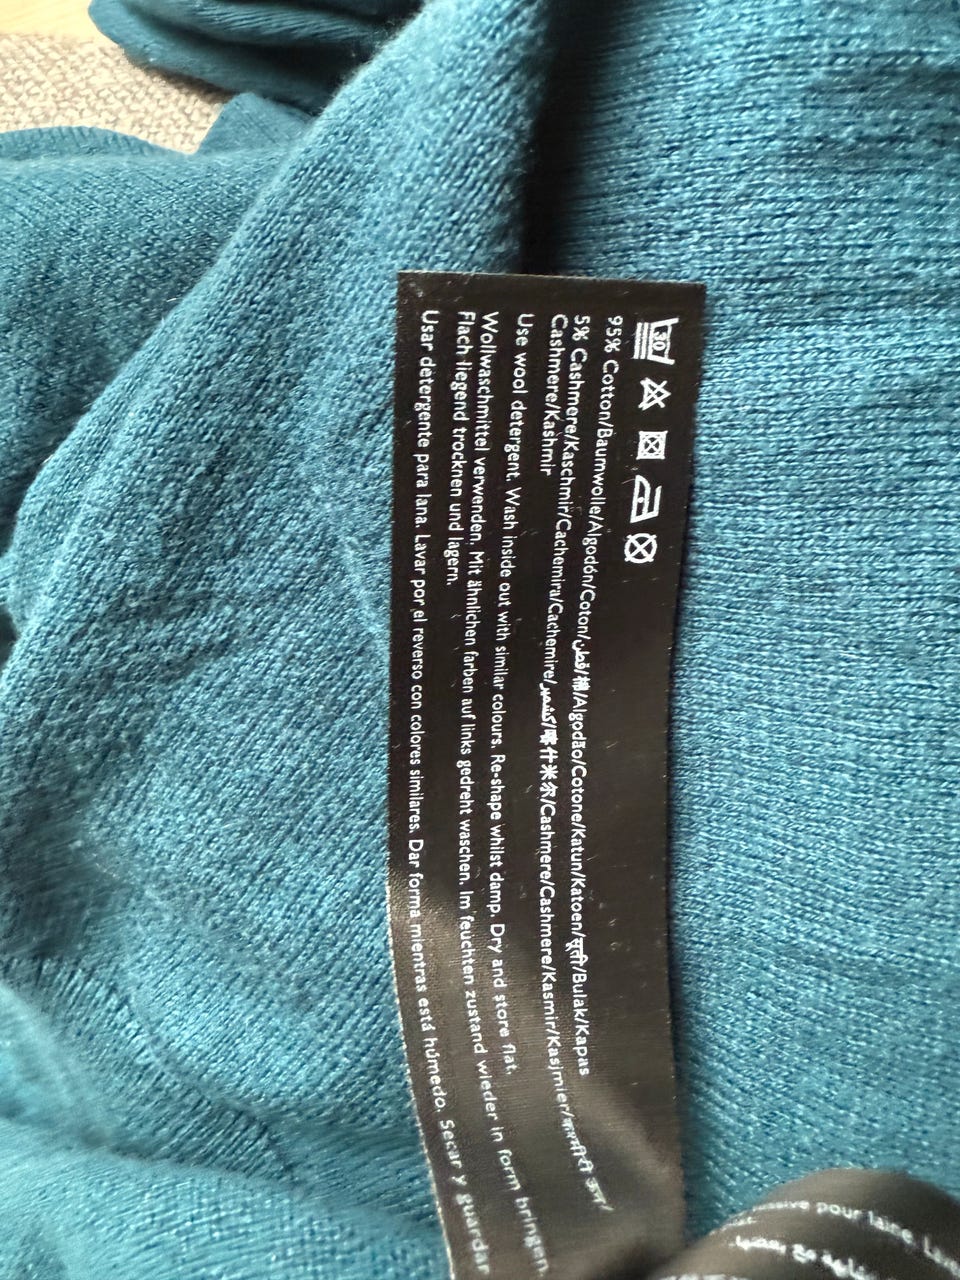 30
95% Cotton/Baumwolle/Algodón/Coton/قطن/棉/Algodão/Cotone/Katun/Katoen/सूती/Bulak/Kapas
5% Cashmere/Kaschmir/Cachemira/Cachemire/كشمير/喀什米尔/Cashmere/Cashmere/Kasmir/Kasjmier/
Cashmere/Kashmir
Use wool detergent. Wash inside out with similar colours. Re-shape whilst damp. Dry and store flat.
Wollwaschmittel verwenden. Mit ähnlichen farben auf links gedreht waschen. Im feuchten zustand wieder in form bringen.
Flach liegend trocknen und lagern.
Usar detergente para lana. Lavar por el reverso con colores similares. Dar forma mientras está húmedo. Secar y guardar
pour laine.